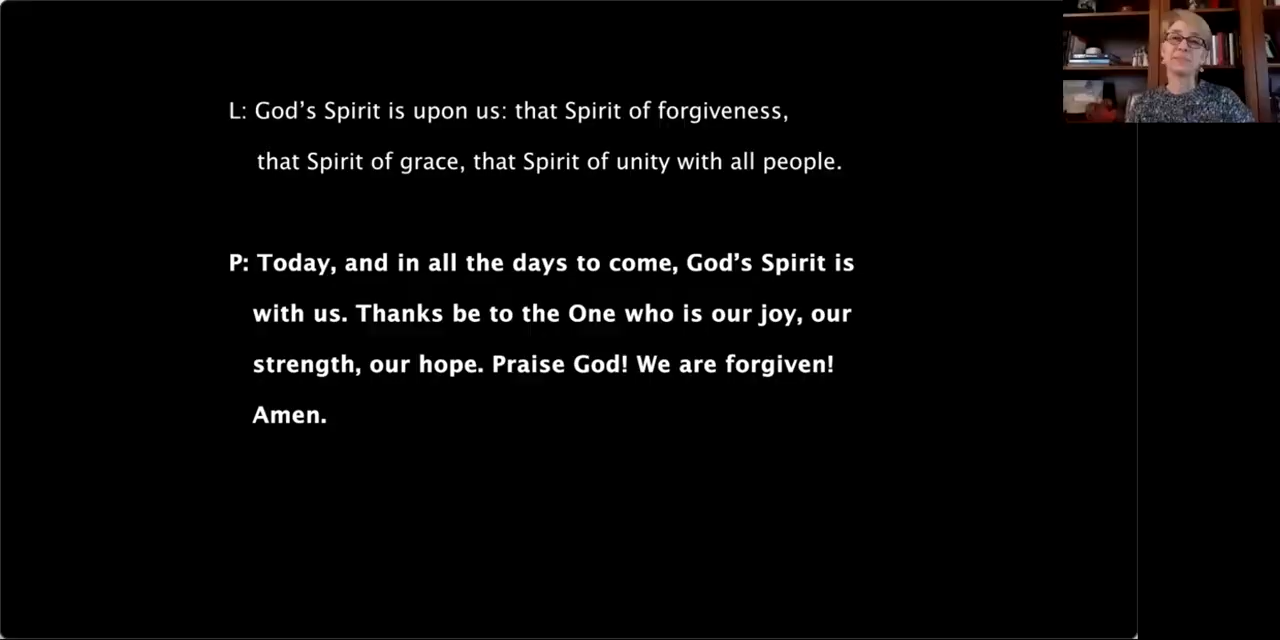 L: God’s Spirit is upon us: that Spirit of forgiveness,
that Spirit of grace, that Spirit of unity with all people.
P: Today, and in all the days to come, God’s Spirit is
with us. Thanks be to the One who is our joy, our
strength, our hope. Praise God! We are forgiven!
Amen.